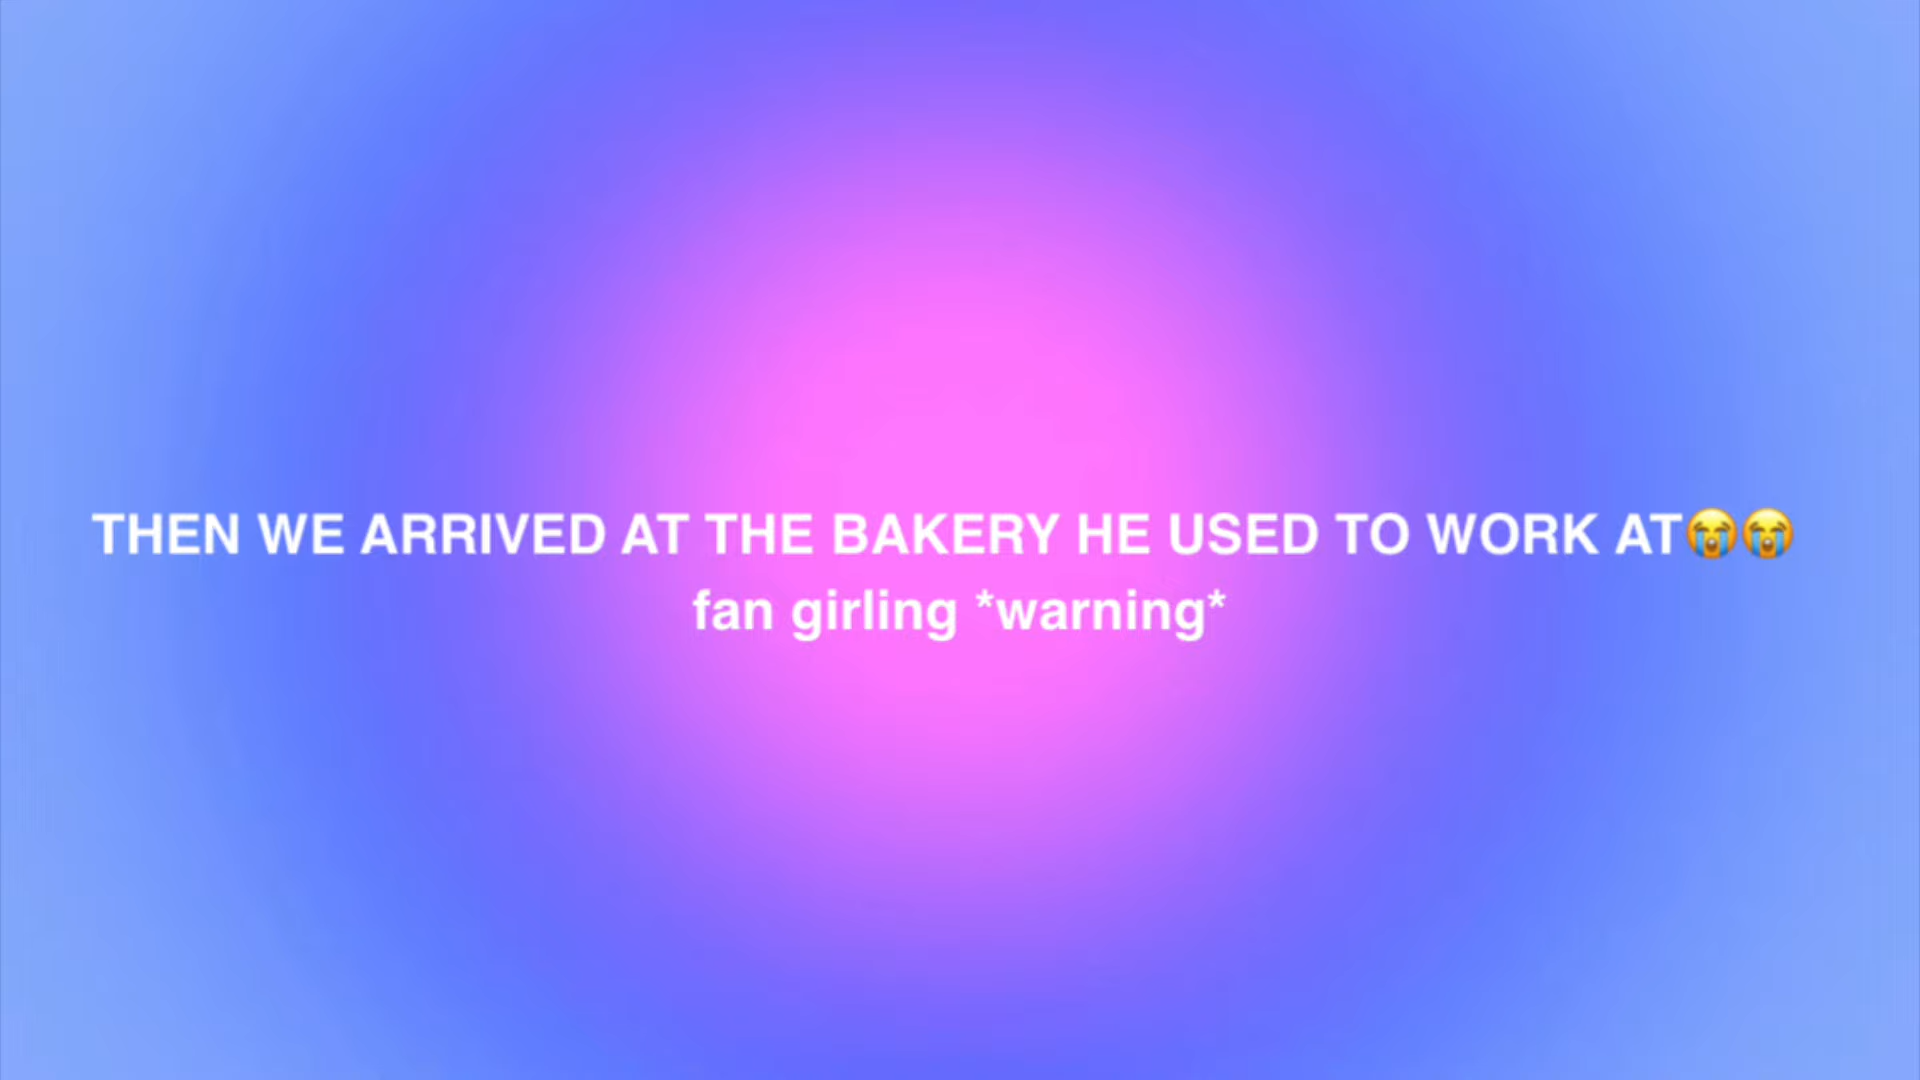 THEN WE ARRIVED AT THE BAKERY HE USED TO WORK AT😭😭
fan girling *warning*